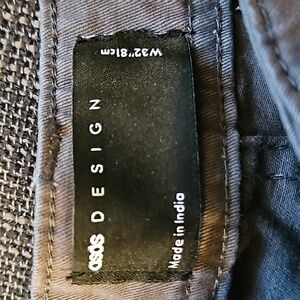 asos DESIGN
Made in India
W32"81cm